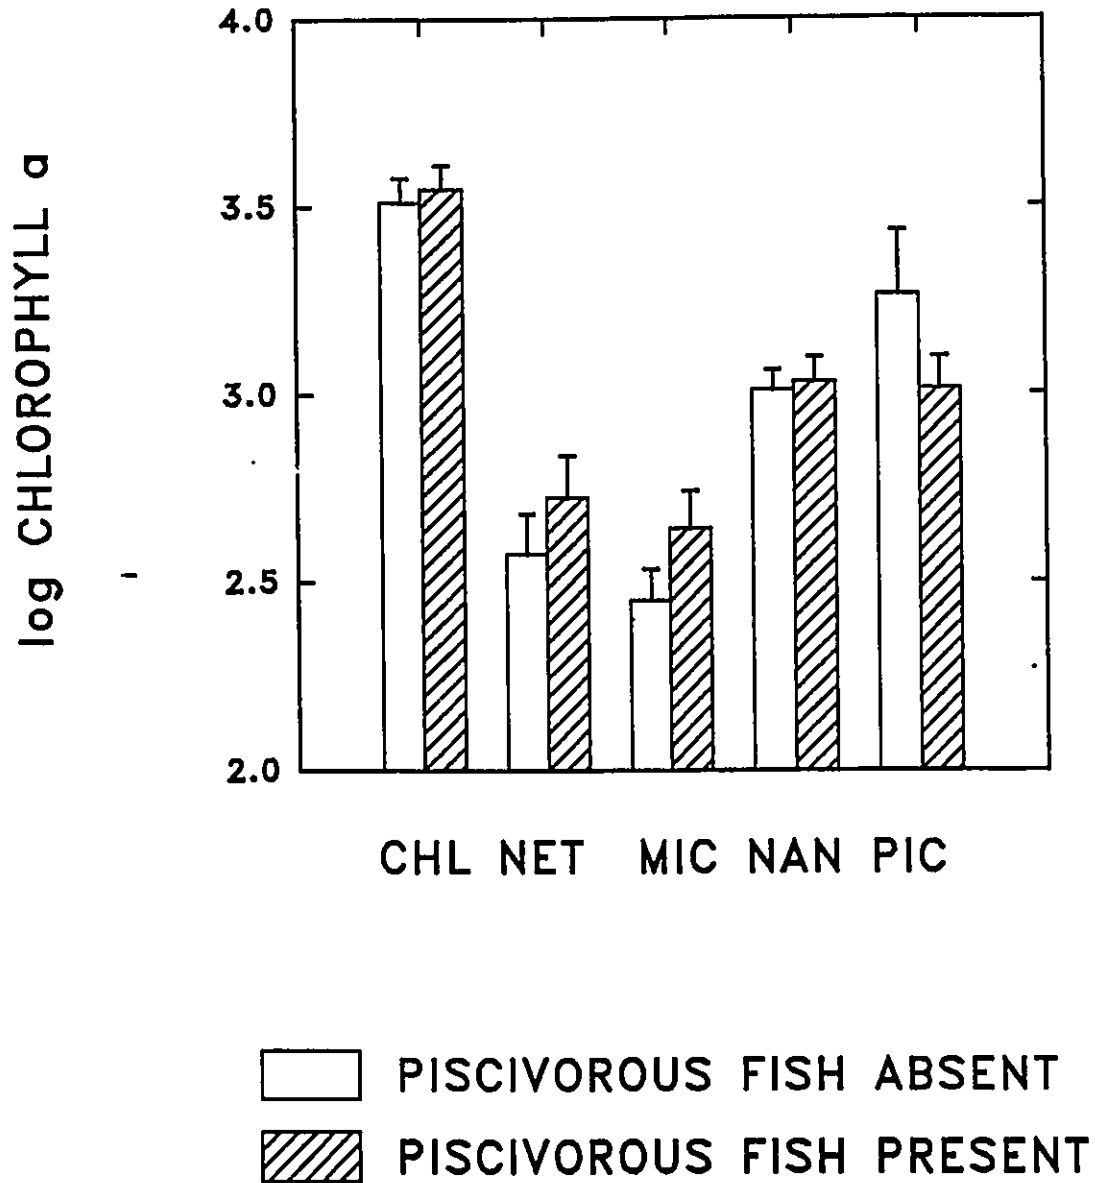 4.0
3.5
3.0
2.5
2.0
log CHLOROPHYLL a
CHL NET MIC NAN PIC
PISCIVOROUS FISH ABSENT
PISCIVOROUS FISH PRESENT